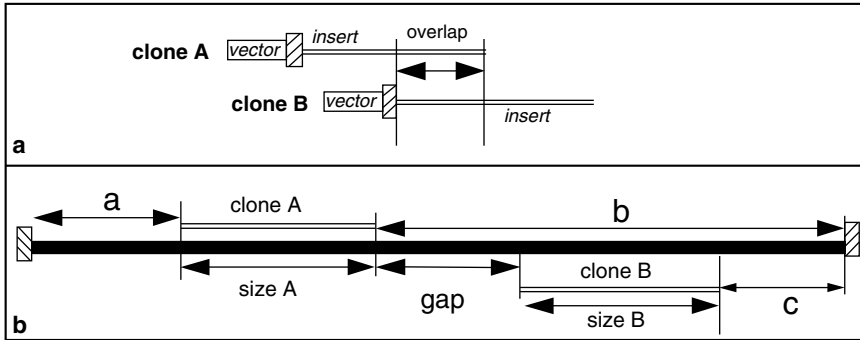 insert
overlap
clone A
vector
clone B
vector
insert
a
a
clone A
b
size A
gap
clone B
size B
c
b